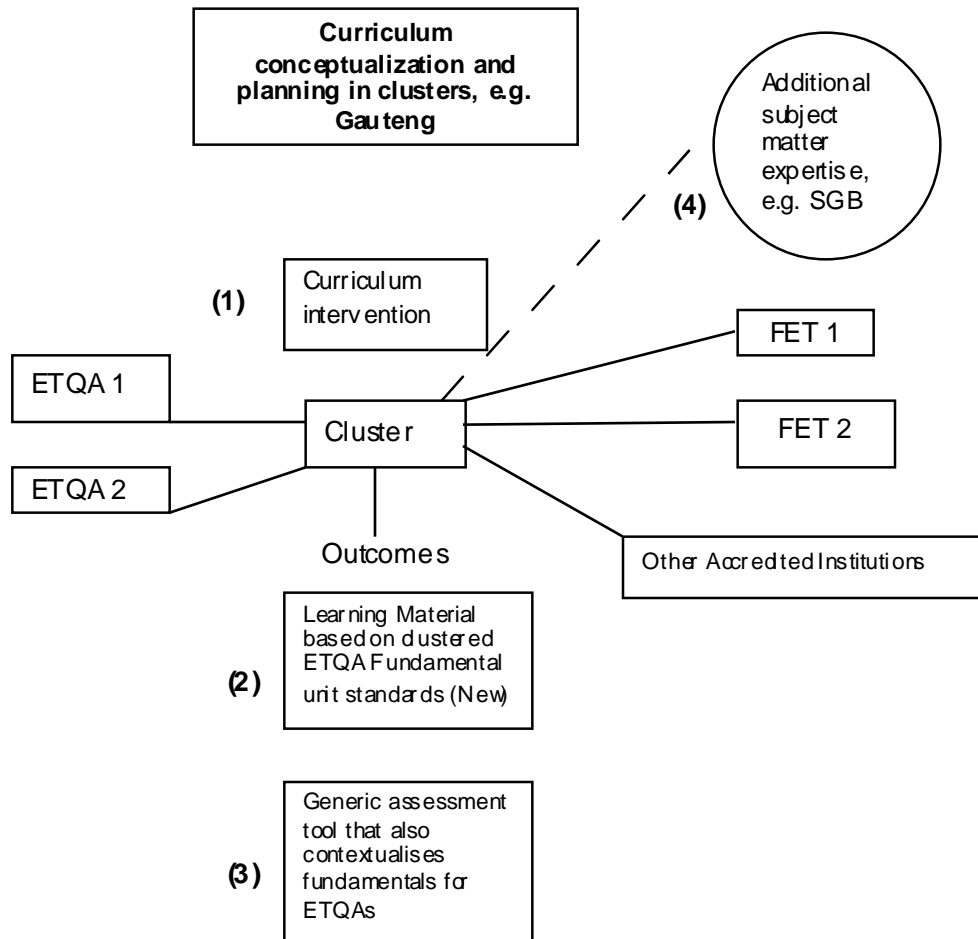 Curriculum
conceptualization and
planning in clusters, e.g.
Gauteng
Additional
subject
matter
expertise,
e.g. SGB
(4)
(1)
Curriculum
intervention
FET 1
ETQA 1
Cluster
FET 2
ETQA 2
Outcomes
Other Accredited Institutions
Learning Material
based on clustered
ETQA Fundamental
unit standards (New)
(2)
Generic assessment
tool that also
contextualises
fundamentals for
ETQAs
(3)